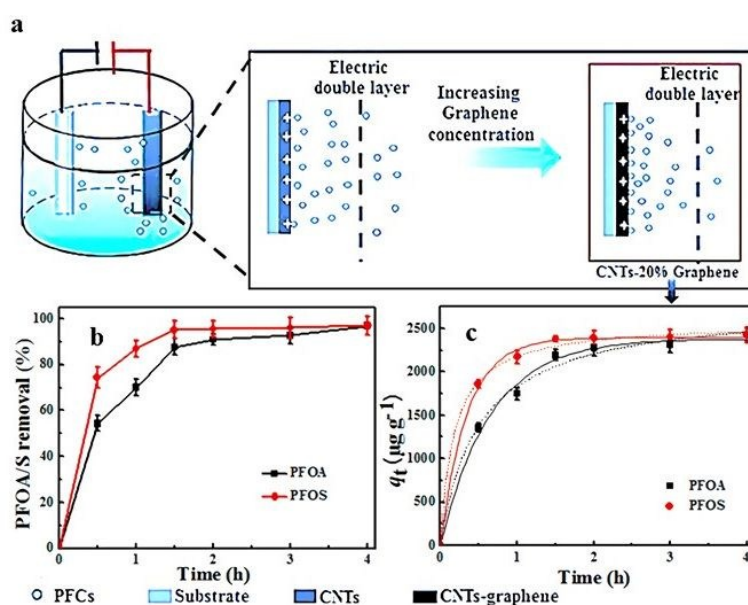 a
Electric
double layer
Increasing
Graphene
concentration
Electric
double layer
+
+
+
+
+
+
+
+
+
+
CNTs-20% Graphene
b
PFOA/S removal (%)
100
80
60
40
20
0
PFOA
PFOS
0 1 2 3 4
Time (h)
c
qt (µg g-1)
2500
2000
1500
1000
500
0
PFOA
PFOS
0 1 2 3 4
Time (h)
PFCs Substrate CNTs CNTs-graphene